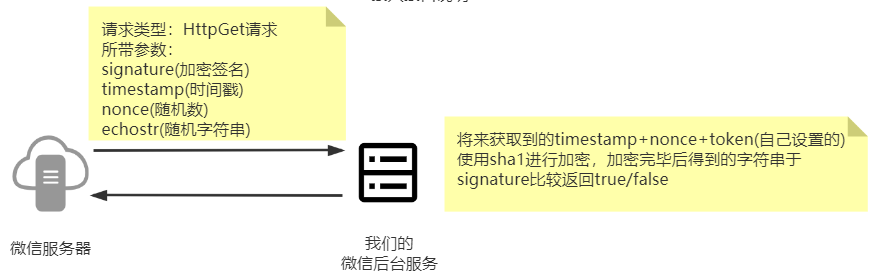 请求类型：HttpGet请求
所带参数：
signature(加密签名)
timestamp(时间戳)
nonce(随机数)
echostr(随机字符串)
将来获取到的timestamp+nonce+token(自己设置的)
使用sha1进行加密，加密完毕后得到的字符串于
signature比较返回true/false
微信服务器
我们的
微信后台服务